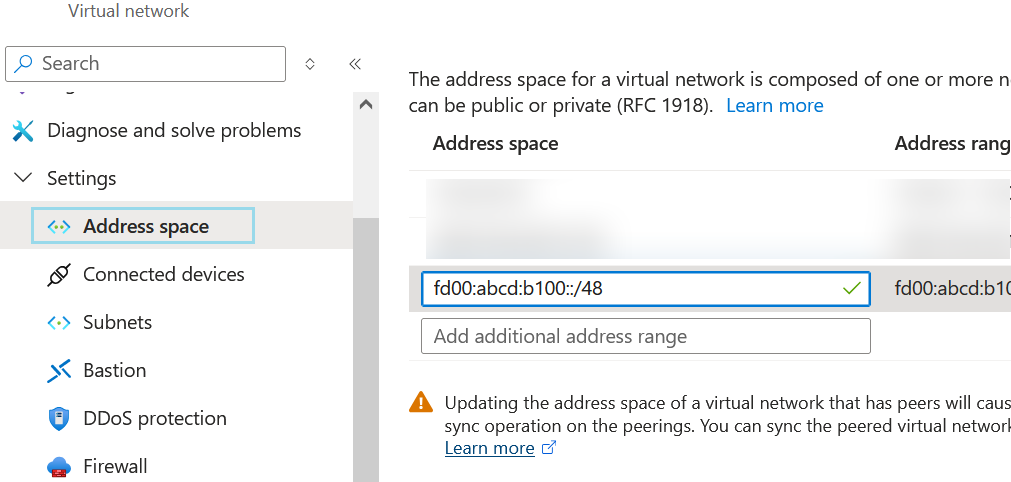 Virtual network
Search
Diagnose and solve problems
Settings
Address space
Connected devices
Subnets
Bastion
DDoS protection
Firewall
The address space for a virtual network is composed of one or more
can be public or private (RFC 1918). Learn more
Address space Address rang
fd00:abcd:b100::/48 fd00:abcd:b10
Add additional address range
Updating the address space of a virtual network that has peers will caus
sync operation on the peerings. You can sync the peered virtual network
Learn more